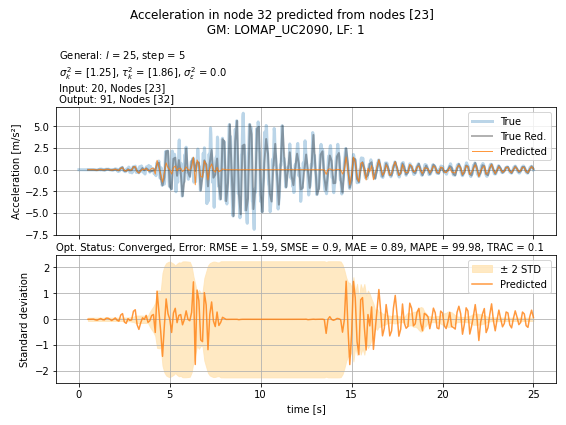 Acceleration in node 32 predicted from nodes [23]
GM: LOMAP_UC2090, LF: 1
General: l = 25, step = 5
σ²ₖ = [1.25], τ²ₖ = [1.86], σ²ε = 0.0
Input: 20, Nodes [23]
Output: 91, Nodes [32]
Acceleration [m/s²]
5.0
2.5
0.0
−2.5
−5.0
−7.5
True
True Red.
Predicted
Opt. Status: Converged, Error: RMSE = 1.59, SMSE = 0.9, MAE = 0.89, MAPE = 99.98, TRAC = 0.1
Standard deviation
2
1
0
−1
−2
± 2 STD
Predicted
0 5 10 15 20 25
time [s]